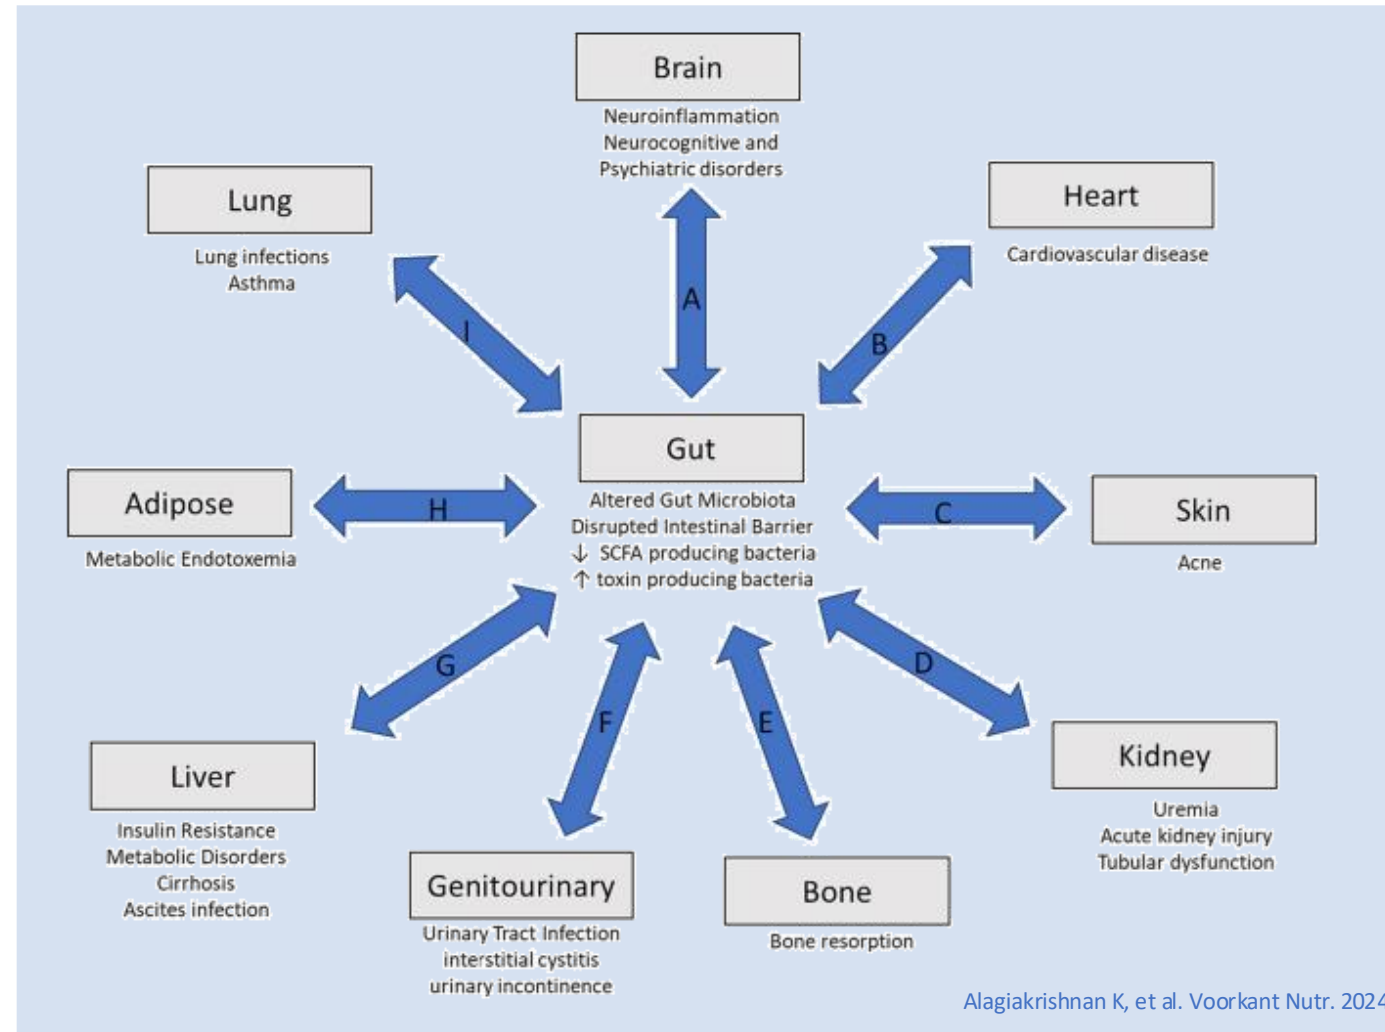 Brain
Neuroinflammation
Neurocognitive and
Psychiatric disorders
Lung
Lung infections
Asthma
Heart
Cardiovascular disease
A
I
B
Gut
Altered Gut Microbiota
Disrupted Intestinal Barrier
↓ SCFA producing bacteria
↑ toxin producing bacteria
Adipose
Metabolic Endotoxemia
H
C
Skin
Acne
G
F
E
D
Liver
Insulin Resistance
Metabolic Disorders
Cirrhosis
Ascites infection
Genitourinary
Urinary Tract Infection
interstitial cystitis
urinary incontinence
Bone
Bone resorption
Kidney
Uremia
Acute kidney injury
Tubular dysfunction
Alagiakrishnan K, et al. Voorkant Nutr. 2024